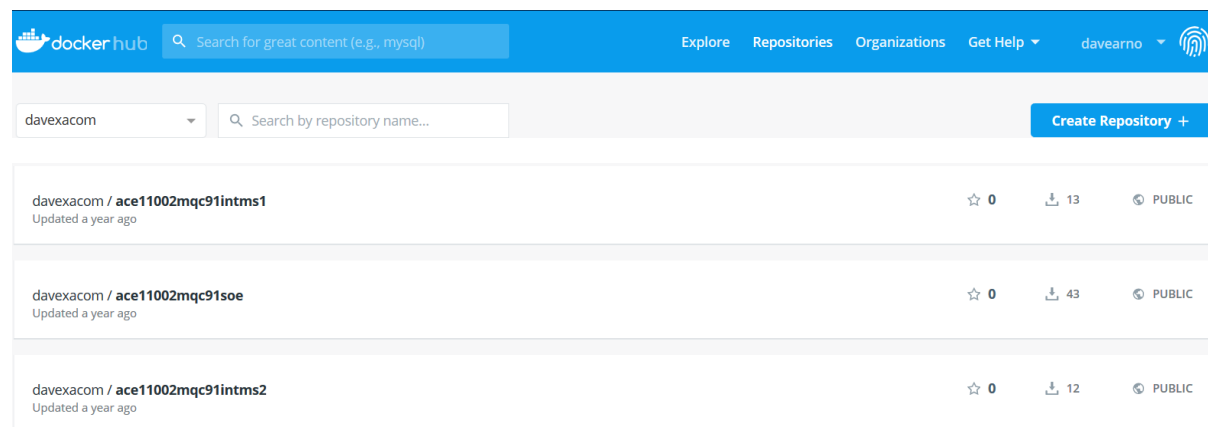 docker hub Search for great content (e.g., mysql) Explore Repositories Organizations Get Help davearno
davexacom Search by repository name... Create Repository +
davexacom / ace11002mqc91intms1 0 13 PUBLIC
Updated a year ago
davexacom / ace11002mqc91soe 0 43 PUBLIC
Updated a year ago
davexacom / ace11002mqc91intms2 0 12 PUBLIC
Updated a year ago